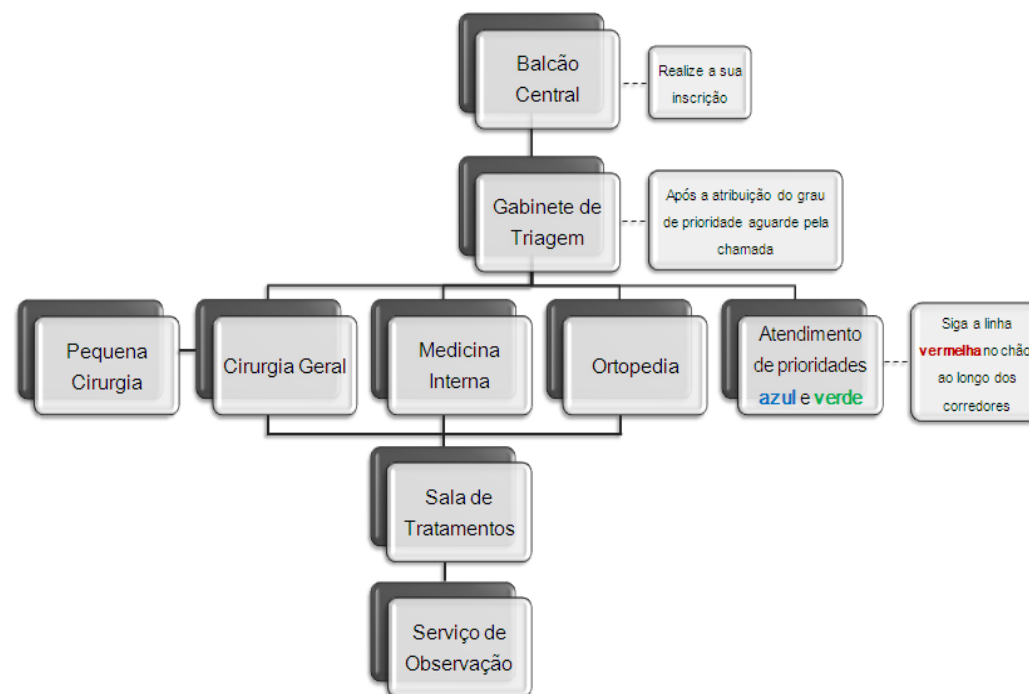 Balcão
Central
Realize a sua
inscrição
Gabinete de
Triagem
Após a atribuição do grau
de prioridade aguarde pela
chamada
Pequena
Cirurgia
Cirurgia Geral
Medicina
Interna
Ortopedia
Atendimento
de prioridades
azul e verde
Siga a linha
vermelha no chão
ao longo dos
corredores
Sala de
Tratamentos
Serviço de
Observação